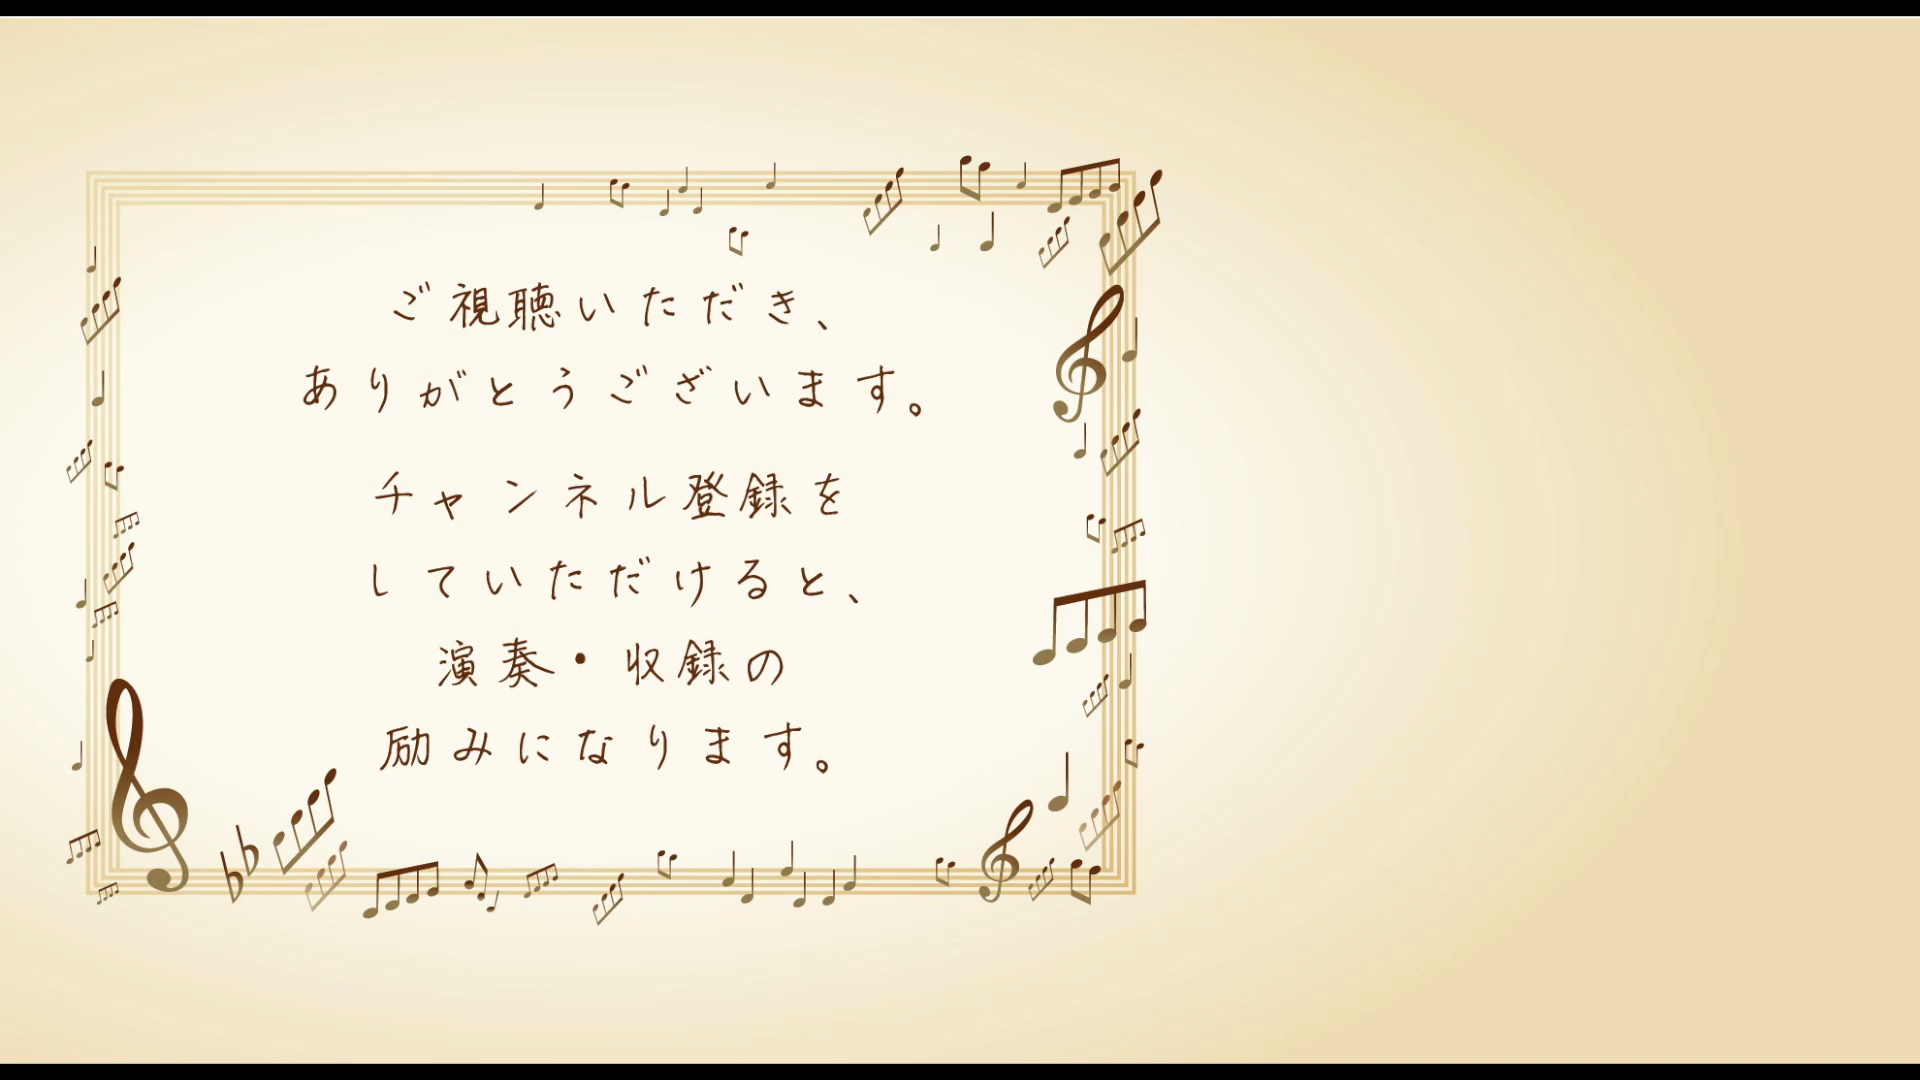 ご視聴いただき、
ありがとうございます。
チャンネル登録を
していただけると、
演奏・収録の
励みになります。